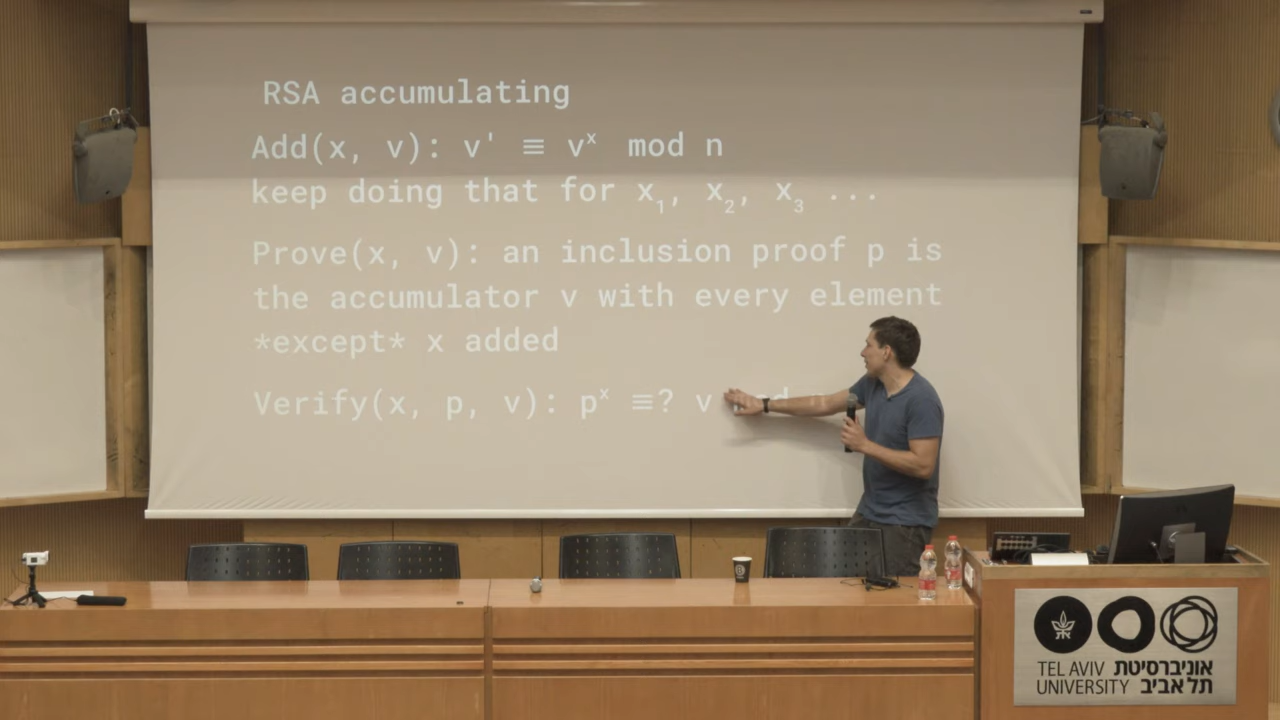 RSA accumulating
Add(x, v): v' ≡ vˣ mod n
keep doing that for x₁, x₂, x₃ ...
Prove(x, v): an inclusion proof p is
the accumulator v with every element
*except* x added
Verify(x, p, v): pˣ ≡? v
TEL AVIV אוניברסיטת
UNIVERSITY תל אביב